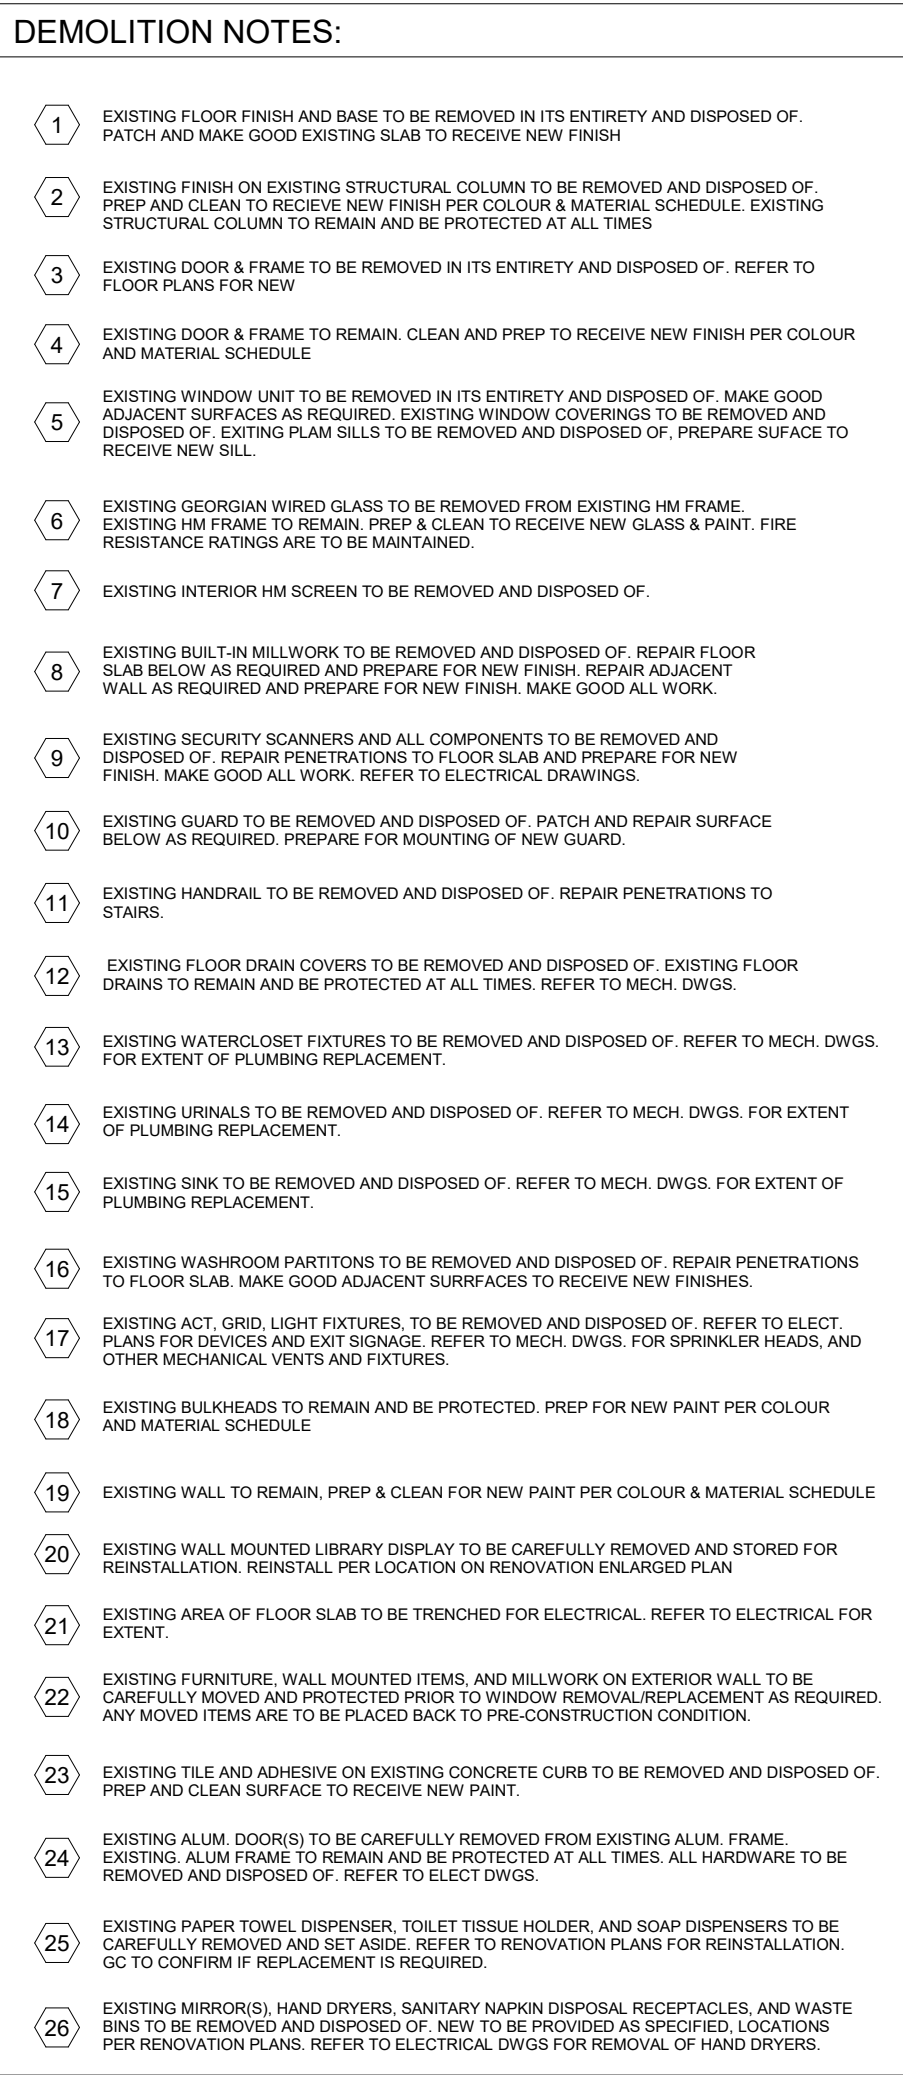 DEMOLITION NOTES:
1 EXISTING FLOOR FINISH AND BASE TO BE REMOVED IN ITS ENTIRETY AND DISPOSED OF.
PATCH AND MAKE GOOD EXISTING SLAB TO RECEIVE NEW FINISH
2 EXISTING FINISH ON EXISTING STRUCTURAL COLUMN TO BE REMOVED AND DISPOSED OF.
PREP AND CLEAN TO RECIEVE NEW FINISH PER COLOUR & MATERIAL SCHEDULE. EXISTING
STRUCTURAL COLUMN TO REMAIN AND BE PROTECTED AT ALL TIMES
3 EXISTING DOOR & FRAME TO BE REMOVED IN ITS ENTIRETY AND DISPOSED OF. REFER TO
FLOOR PLANS FOR NEW
4 EXISTING DOOR & FRAME TO REMAIN. CLEAN AND PREP TO RECEIVE NEW FINISH PER COLOUR
AND MATERIAL SCHEDULE
5 EXISTING WINDOW UNIT TO BE REMOVED IN ITS ENTIRETY AND DISPOSED OF. MAKE GOOD
ADJACENT SURFACES AS REQUIRED. EXISTING WINDOW COVERINGS TO BE REMOVED AND
DISPOSED OF. EXITING PLAM SILLS TO BE REMOVED AND DISPOSED OF, PREPARE SUFACE TO
RECEIVE NEW SILL.
6 EXISTING GEORGIAN WIRED GLASS TO BE REMOVED FROM EXISTING HM FRAME.
EXISTING HM FRAME TO REMAIN. PREP & CLEAN TO RECEIVE NEW GLASS & PAINT. FIRE
RESISTANCE RATINGS ARE TO BE MAINTAINED.
7 EXISTING INTERIOR HM SCREEN TO BE REMOVED AND DISPOSED OF.
8 EXISTING BUILT-IN MILLWORK TO BE REMOVED AND DISPOSED OF. REPAIR FLOOR
SLAB BELOW AS REQUIRED AND PREPARE FOR NEW FINISH. REPAIR ADJACENT
WALL AS REQUIRED AND PREPARE FOR NEW FINISH. MAKE GOOD ALL WORK.
9 EXISTING SECURITY SCANNERS AND ALL COMPONENTS TO BE REMOVED AND
DISPOSED OF. REPAIR PENETRATIONS TO FLOOR SLAB AND PREPARE FOR NEW
FINISH. MAKE GOOD ALL WORK. REFER TO ELECTRICAL DRAWINGS.
10 EXISTING GUARD TO BE REMOVED AND DISPOSED OF. PATCH AND REPAIR SURFACE
BELOW AS REQUIRED. PREPARE FOR MOUNTING OF NEW GUARD.
11 EXISTING HANDRAIL TO BE REMOVED AND DISPOSED OF. REPAIR PENETRATIONS TO
STAIRS.
12 EXISTING FLOOR DRAIN COVERS TO BE REMOVED AND DISPOSED OF. EXISTING FLOOR
DRAINS TO REMAIN AND BE PROTECTED AT ALL TIMES. REFER TO MECH. DWGS.
13 EXISTING WATERCLOSET FIXTURES TO BE REMOVED AND DISPOSED OF. REFER TO MECH. DWGS.
FOR EXTENT OF PLUMBING REPLACEMENT.
14 EXISTING URINALS TO BE REMOVED AND DISPOSED OF. REFER TO MECH. DWGS. FOR EXTENT
OF PLUMBING REPLACEMENT.
15 EXISTING SINK TO BE REMOVED AND DISPOSED OF. REFER TO MECH. DWGS. FOR EXTENT OF
PLUMBING REPLACEMENT.
16 EXISTING WASHROOM PARTITONS TO BE REMOVED AND DISPOSED OF. REPAIR PENETRATIONS
TO FLOOR SLAB. MAKE GOOD ADJACENT SURRFACES TO RECEIVE NEW FINISHES.
17 EXISTING ACT, GRID, LIGHT FIXTURES, TO BE REMOVED AND DISPOSED OF. REFER TO ELECT.
PLANS FOR DEVICES AND EXIT SIGNAGE. REFER TO MECH. DWGS. FOR SPRINKLER HEADS, AND
OTHER MECHANICAL VENTS AND FIXTURES.
18 EXISTING BULKHEADS TO REMAIN AND BE PROTECTED. PREP FOR NEW PAINT PER COLOUR
AND MATERIAL SCHEDULE
19 EXISTING WALL TO REMAIN, PREP & CLEAN FOR NEW PAINT PER COLOUR & MATERIAL SCHEDULE
20 EXISTING WALL MOUNTED LIBRARY DISPLAY TO BE CAREFULLY REMOVED AND STORED FOR
REINSTALLATION. REINSTALL PER LOCATION ON RENOVATION ENLARGED PLAN
21 EXISTING AREA OF FLOOR SLAB TO BE TRENCHED FOR ELECTRICAL. REFER TO ELECTRICAL FOR
EXTENT.
22 EXISTING FURNITURE, WALL MOUNTED ITEMS, AND MILLWORK ON EXTERIOR WALL TO BE
CAREFULLY MOVED AND PROTECTED PRIOR TO WINDOW REMOVAL/REPLACEMENT AS REQUIRED.
ANY MOVED ITEMS ARE TO BE PLACED BACK TO PRE-CONSTRUCTION CONDITION.
23 EXISTING TILE AND ADHESIVE ON EXISTING CONCRETE CURB TO BE REMOVED AND DISPOSED OF.
PREP AND CLEAN SURFACE TO RECEIVE NEW PAINT.
24 EXISTING ALUM. DOOR(S) TO BE CAREFULLY REMOVED FROM EXISTING ALUM. FRAME.
EXISTING. ALUM FRAME TO REMAIN AND BE PROTECTED AT ALL TIMES. ALL HARDWARE TO BE
REMOVED AND DISPOSED OF. REFER TO ELECT DWGS.
25 EXISTING PAPER TOWEL DISPENSER, TOILET TISSUE HOLDER, AND SOAP DISPENSERS TO BE
CAREFULLY REMOVED AND SET ASIDE. REFER TO RENOVATION PLANS FOR REINSTALLATION.
GC TO CONFIRM IF REPLACEMENT IS REQUIRED.
26 EXISTING MIRROR(S), HAND DRYERS, SANITARY NAPKIN DISPOSAL RECEPTACLES, AND WASTE
BINS TO BE REMOVED AND DISPOSED OF. NEW TO BE PROVIDED AS SPECIFIED, LOCATIONS
PER RENOVATION PLANS. REFER TO ELECTRICAL DWGS FOR REMOVAL OF HAND DRYERS.